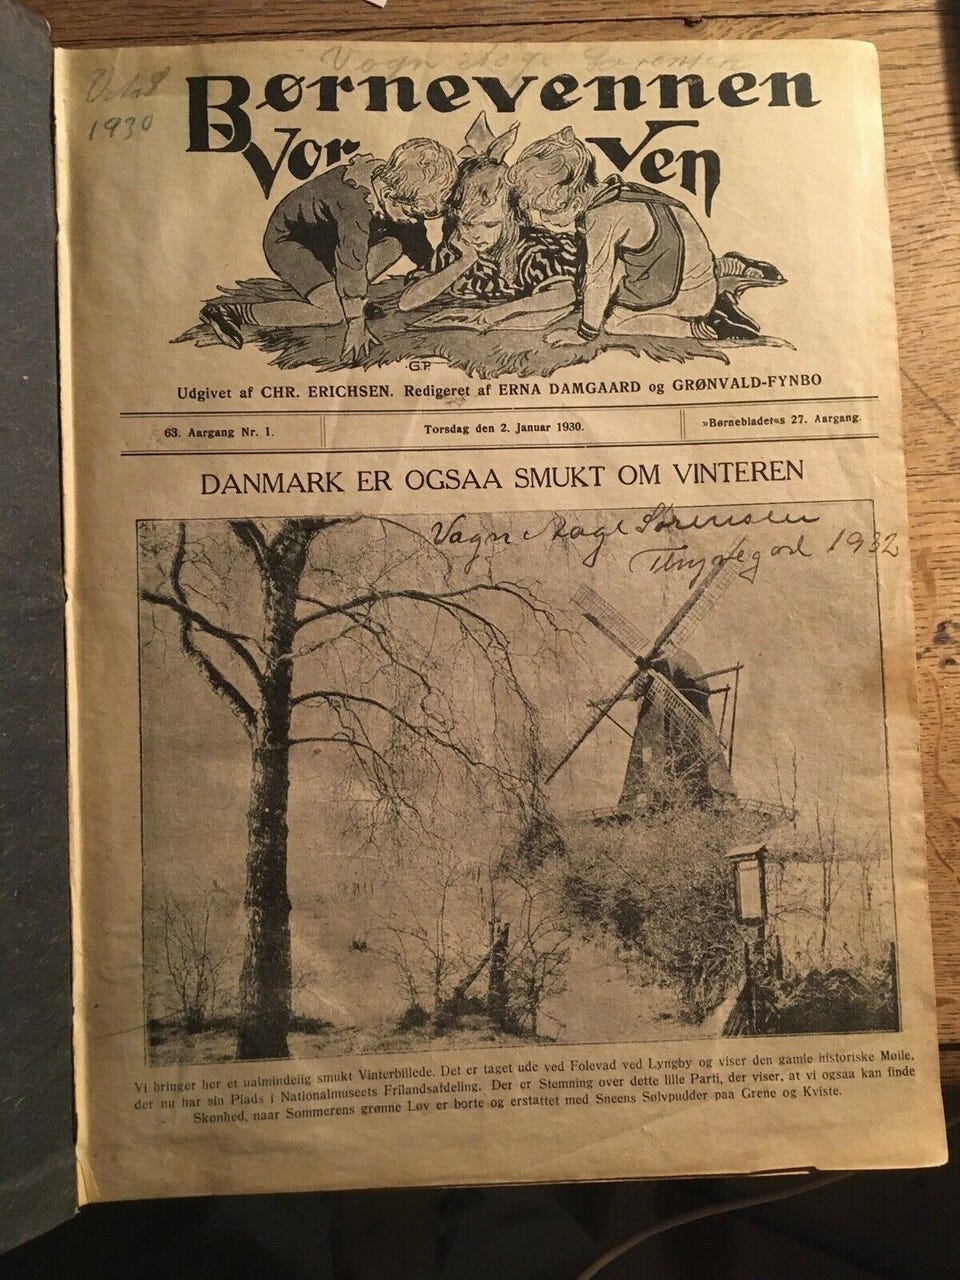 Vagn Aage Sørensen
1930
Børnevennen
Vor Ven
G.P.
Udgivet af CHR. ERICHSEN. Redigeret af ERNA DAMGAARD og GRØNVALD-FYNBO
63. Aargang Nr. 1. Torsdag den 2. Januar 1930. »Børnebladet«s 27. Aargang.
DANMARK ER OGSAA SMUKT OM VINTEREN
Vagn Aage Sørensen
1932
Vi bringer her et ualmindelig smukt Vinterbillede. Det er taget ude ved Folevad ved Lyngby og viser den gamle historiske Mølle,
der nu har sin Plads i Nationalmuseets Frilandsafdeling. Der er Stemning over dette lille Parti, der viser, at vi ogsaa kan finde
Skønhed, naar Sommerens grønne Løv er borte og erstattet med Sneens Sølvpudder paa Grene og Kviste.